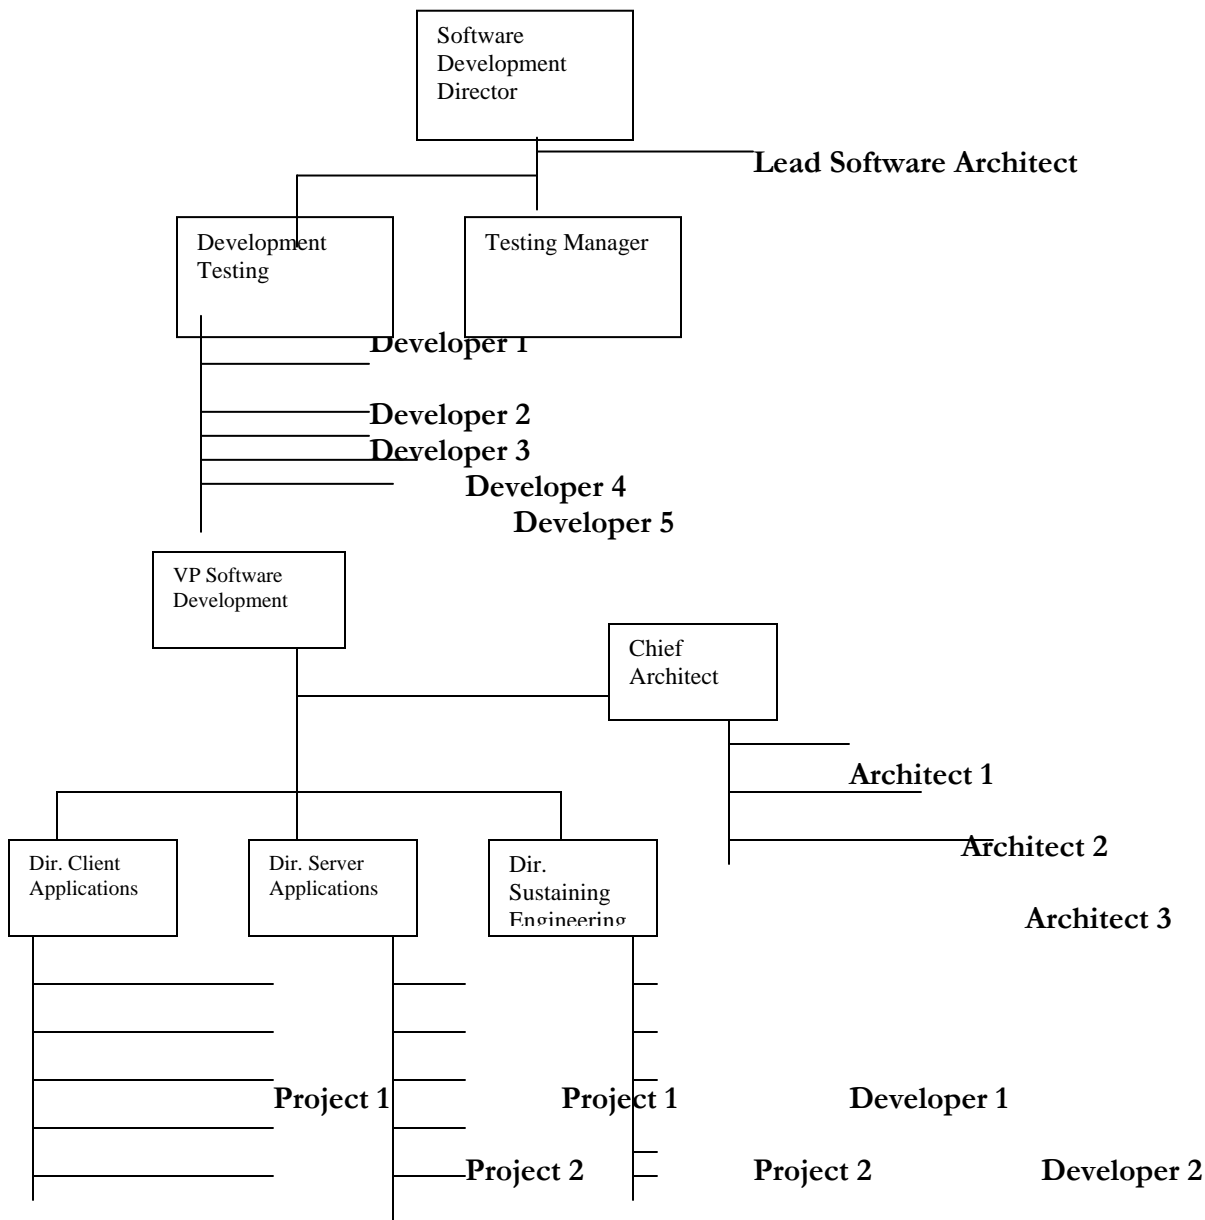 Software
Development
Director
Lead Software Architect
Development
Testing
Testing Manager
Developer 1
Developer 2
Developer 3
Developer 4
Developer 5
VP Software
Development
Chief
Architect
Architect 1
Architect 2
Architect 3
Dir. Client
Applications
Dir. Server
Applications
Dir.
Sustaining
Engineering
Project 1
Project 1
Developer 1
Project 2
Project 2
Developer 2